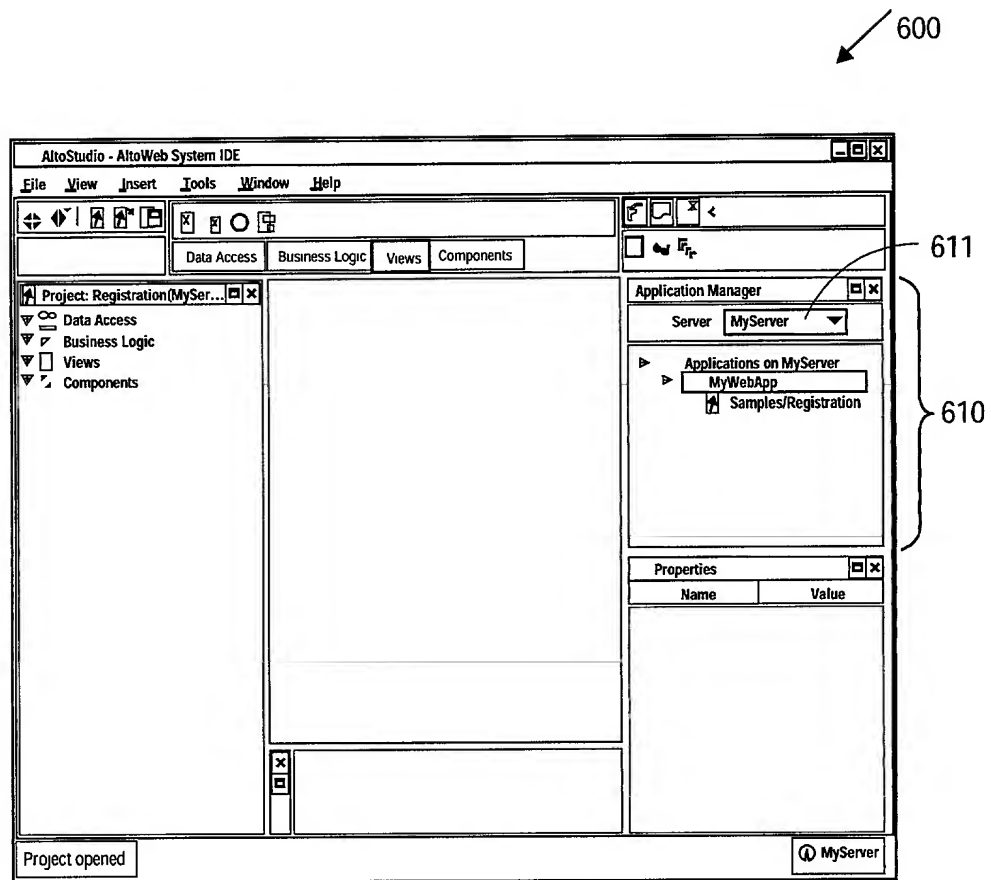 600
AltoStudio - AltoWeb System IDE
File View Insert Tools Window Help
Data Access Business Logic Views Components
611
Project: Registration(MySer...
Data Access
Business Logic
Views
Components
Application Manager
Server MyServer
Applications on MyServer
MyWebApp
Samples/Registration
610
Properties
Name Value
Project opened
MyServer